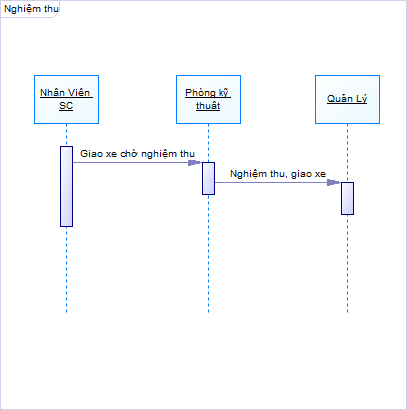 Nghiệm thu
Nhân Viên
SC
Phòng kỹ
thuật
Quản Lý
Giao xe chờ nghiệm thu
Nghiệm thu, giao xe